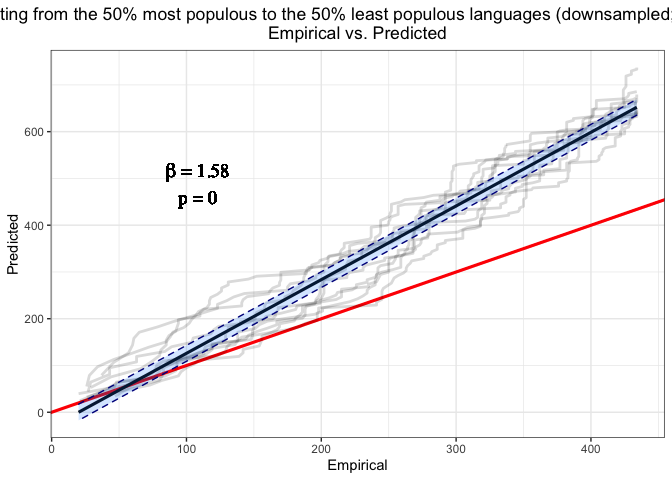 ting from the 50% most populous to the 50% least populous languages (downsampled:
Empirical vs. Predicted
600
β = 1.58
p = 0
400
Predicted
200
0
0 100 200 300 400
Empirical